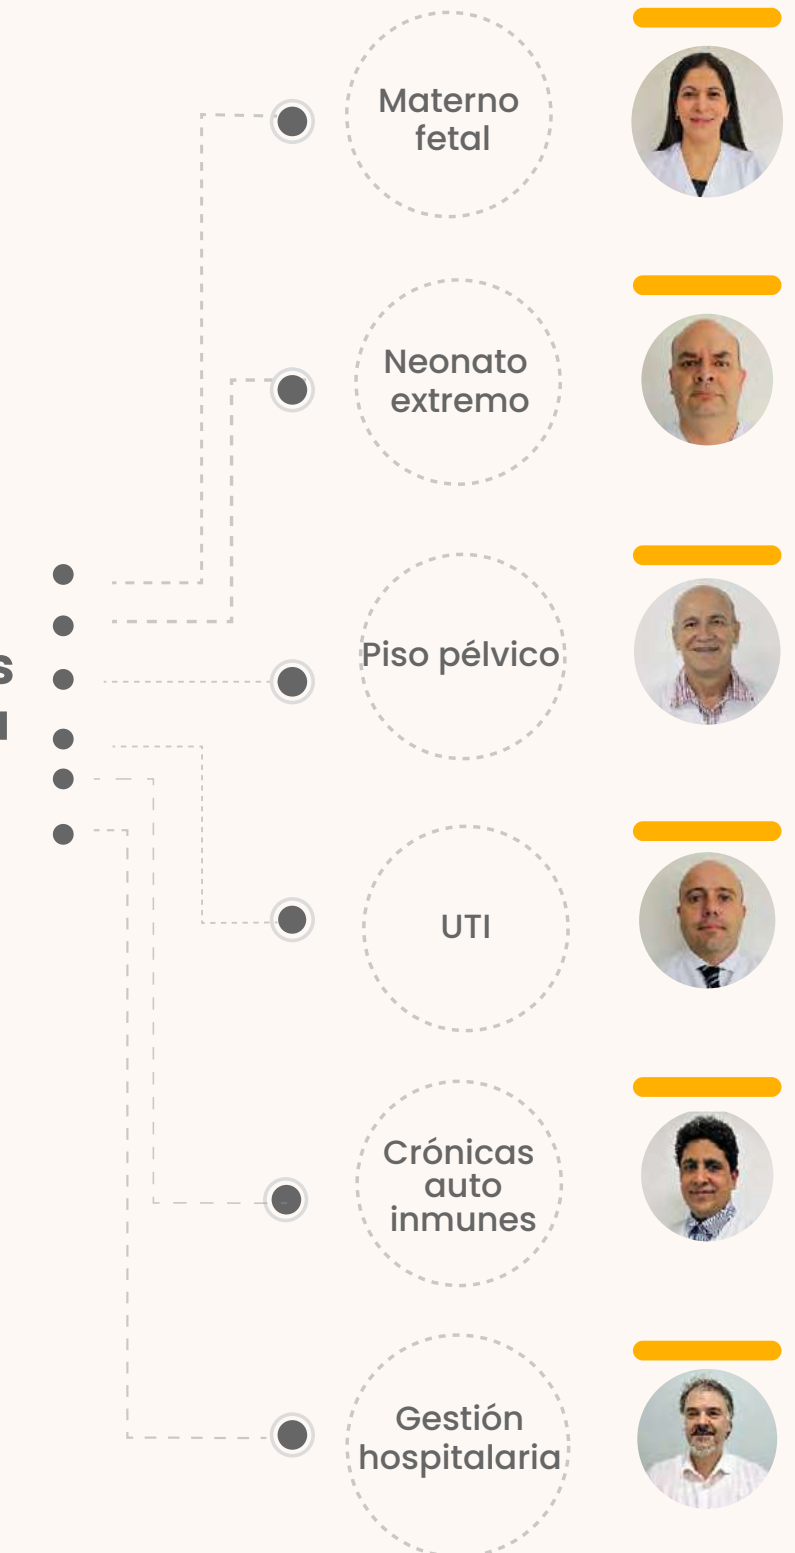 Materno
fetal
Neonato
extremo
Piso pélvico
UTI
Crónicas
auto
inmunes
Gestión
hospitalaria